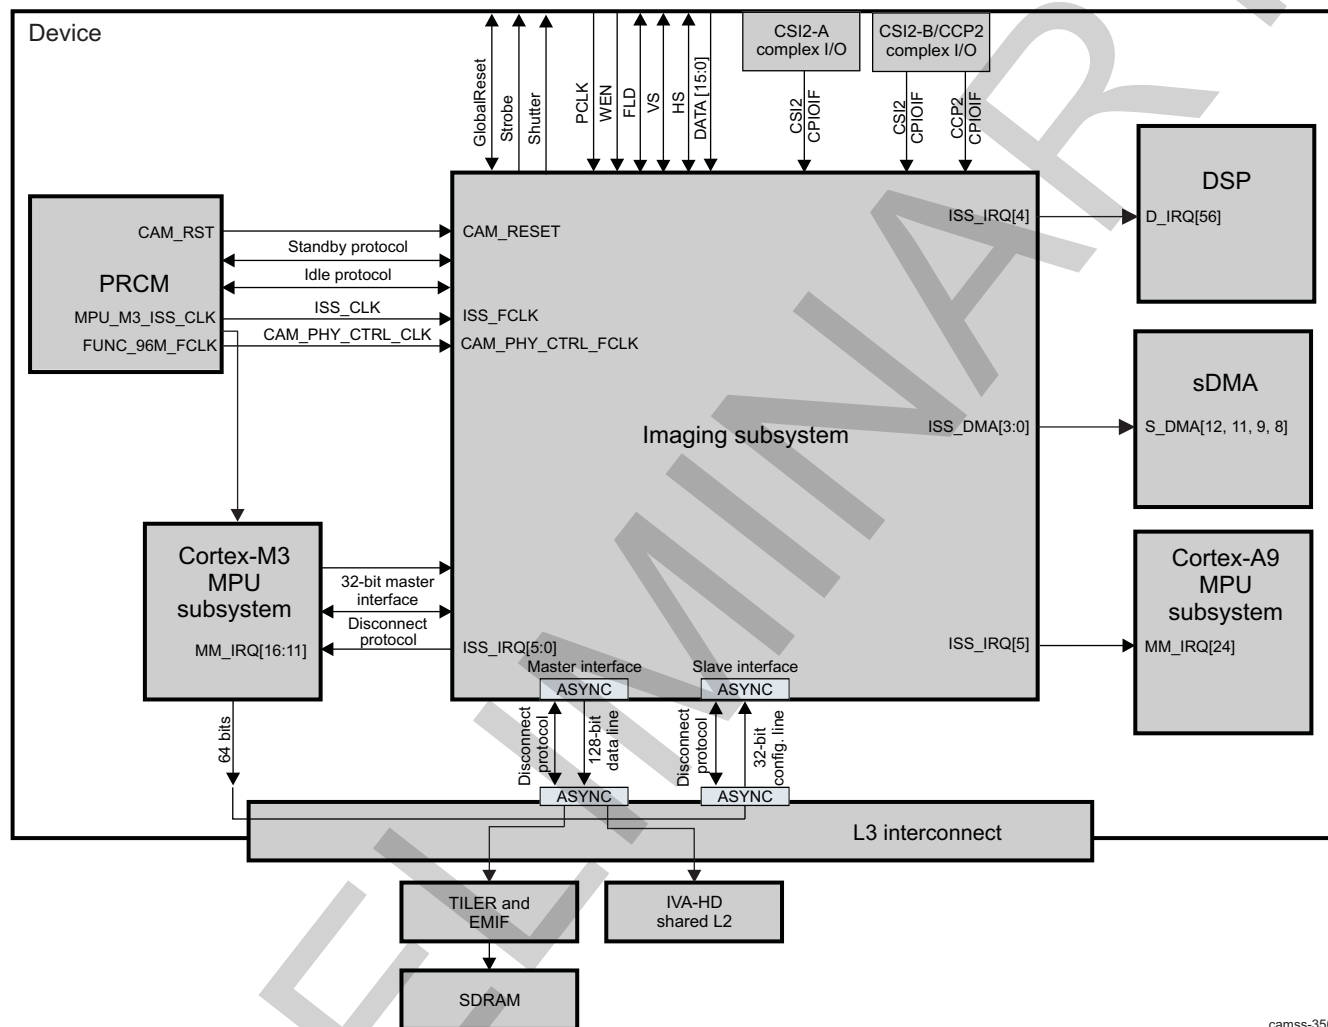 Device
GlobalReset
Strobe
Shutter
PCLK
WEN
FLD
VS
HS
DATA [15:0]
CSI2-A
complex I/O
CSI2-B/CCP2
complex I/O
CSI2
CPIOIF
CSI2
CPIOIF
CCP2
CPIOIF
DSP
D_IRQ[56]
ISS_IRQ[4]
PRCM
CAM_RST
MPU_M3_ISS_CLK
FUNC_96M_FCLK
Standby protocol
Idle protocol
ISS_CLK
CAM_PHY_CTRL_CLK
CAM_RESET
ISS_FCLK
CAM_PHY_CTRL_FCLK
Imaging subsystem
ISS_DMA[3:0]
sDMA
S_DMA[12, 11, 9, 8]
Cortex-M3
MPU
subsystem
MM_IRQ[16:11]
32-bit master
interface
Disconnect
protocol
ISS_IRQ[5:0]
ISS_IRQ[5]
Cortex-A9
MPU
subsystem
MM_IRQ[24]
Master interface
ASYNC
Slave interface
ASYNC
64 bits
Disconnect
protocol
128-bit
data line
Disconnect
protocol
32-bit
config. line
ASYNC
ASYNC
L3 interconnect
TILER and
EMIF
IVA-HD
shared L2
SDRAM